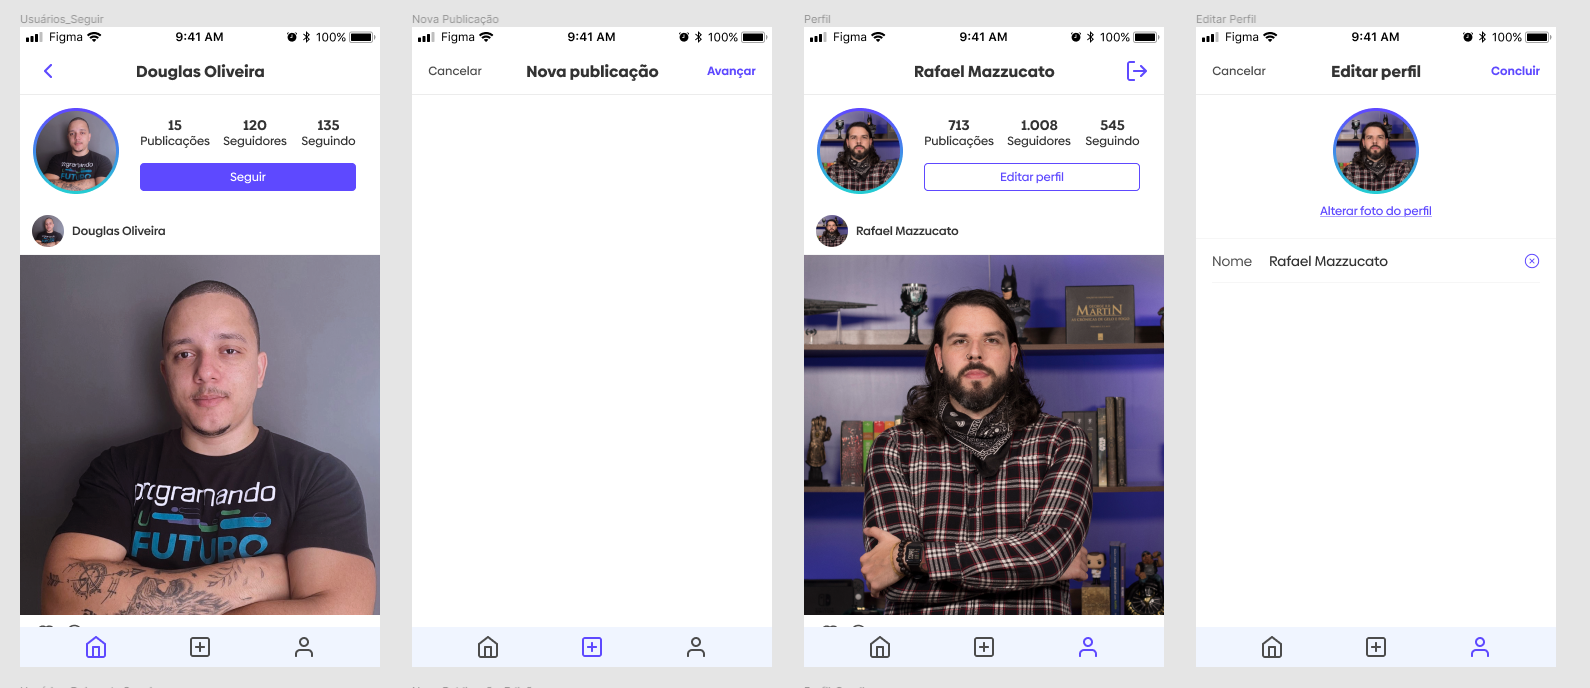 Usuários_Seguir
Figma 9:41 AM 100%
Douglas Oliveira
15 120 135
Publicações Seguidores Seguindo
Seguir
Douglas Oliveira
programando
FUTURO
Nova Publicação
Figma 9:41 AM 100%
Cancelar Nova publicação Avançar
Perfil
Figma 9:41 AM 100%
Rafael Mazzucato
713 1.008 545
Publicações Seguidores Seguindo
Editar perfil
Rafael Mazzucato
MARTIN
Editar Perfil
Figma 9:41 AM 100%
Cancelar Editar perfil Concluir
Alterar foto do perfil
Nome Rafael Mazzucato